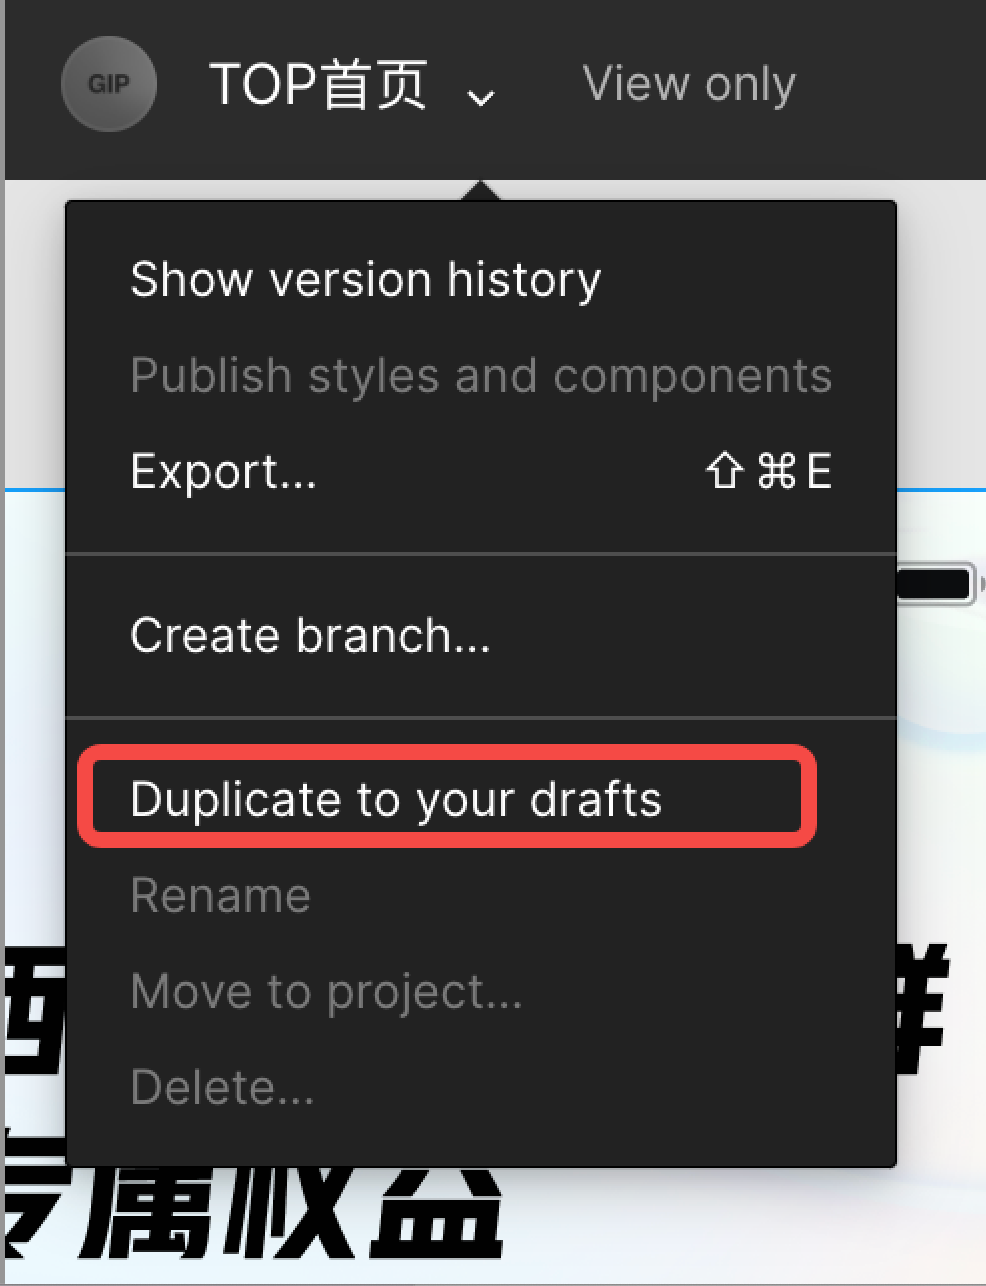 GIP TOP首页 View only
Show version history
Publish styles and components
Export... ⇧⌘E
Create branch...
Duplicate to your drafts
Rename
Move to project...
Delete...
专属权益